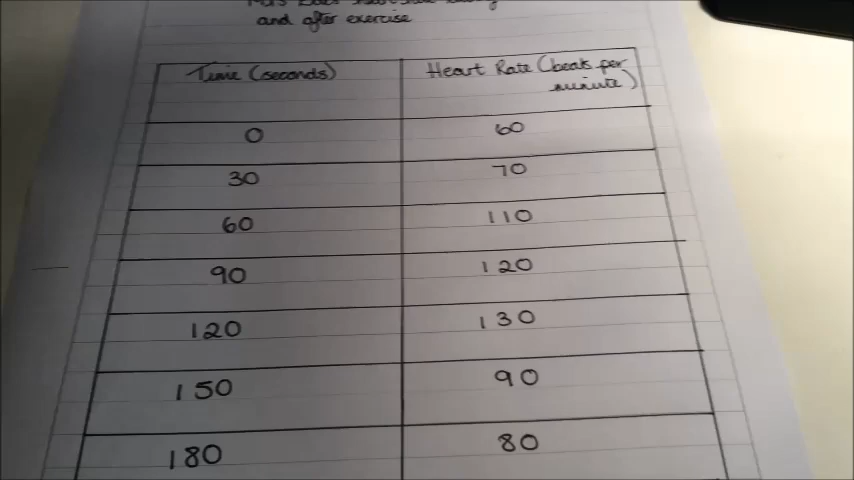 and after exercise
Time (seconds) Heart Rate (beats per
minute)
0 60
30 70
60 110
90 120
120 130
150 90
180 80